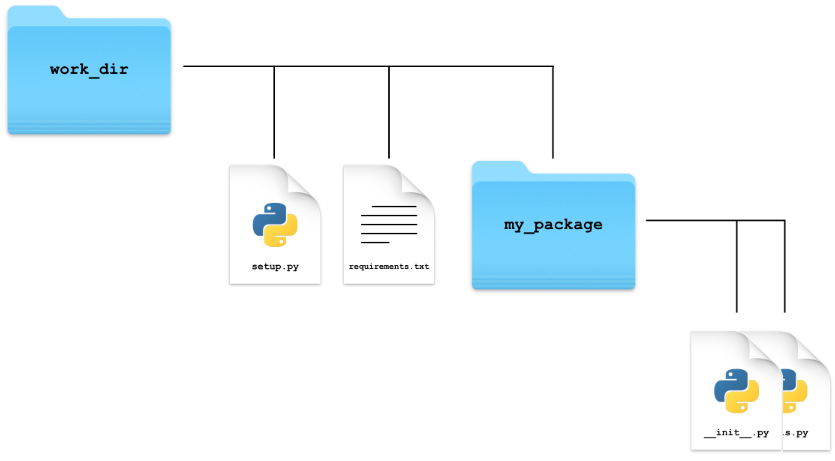 work_dir
setup.py
requirements.txt
my_package
__init__.py